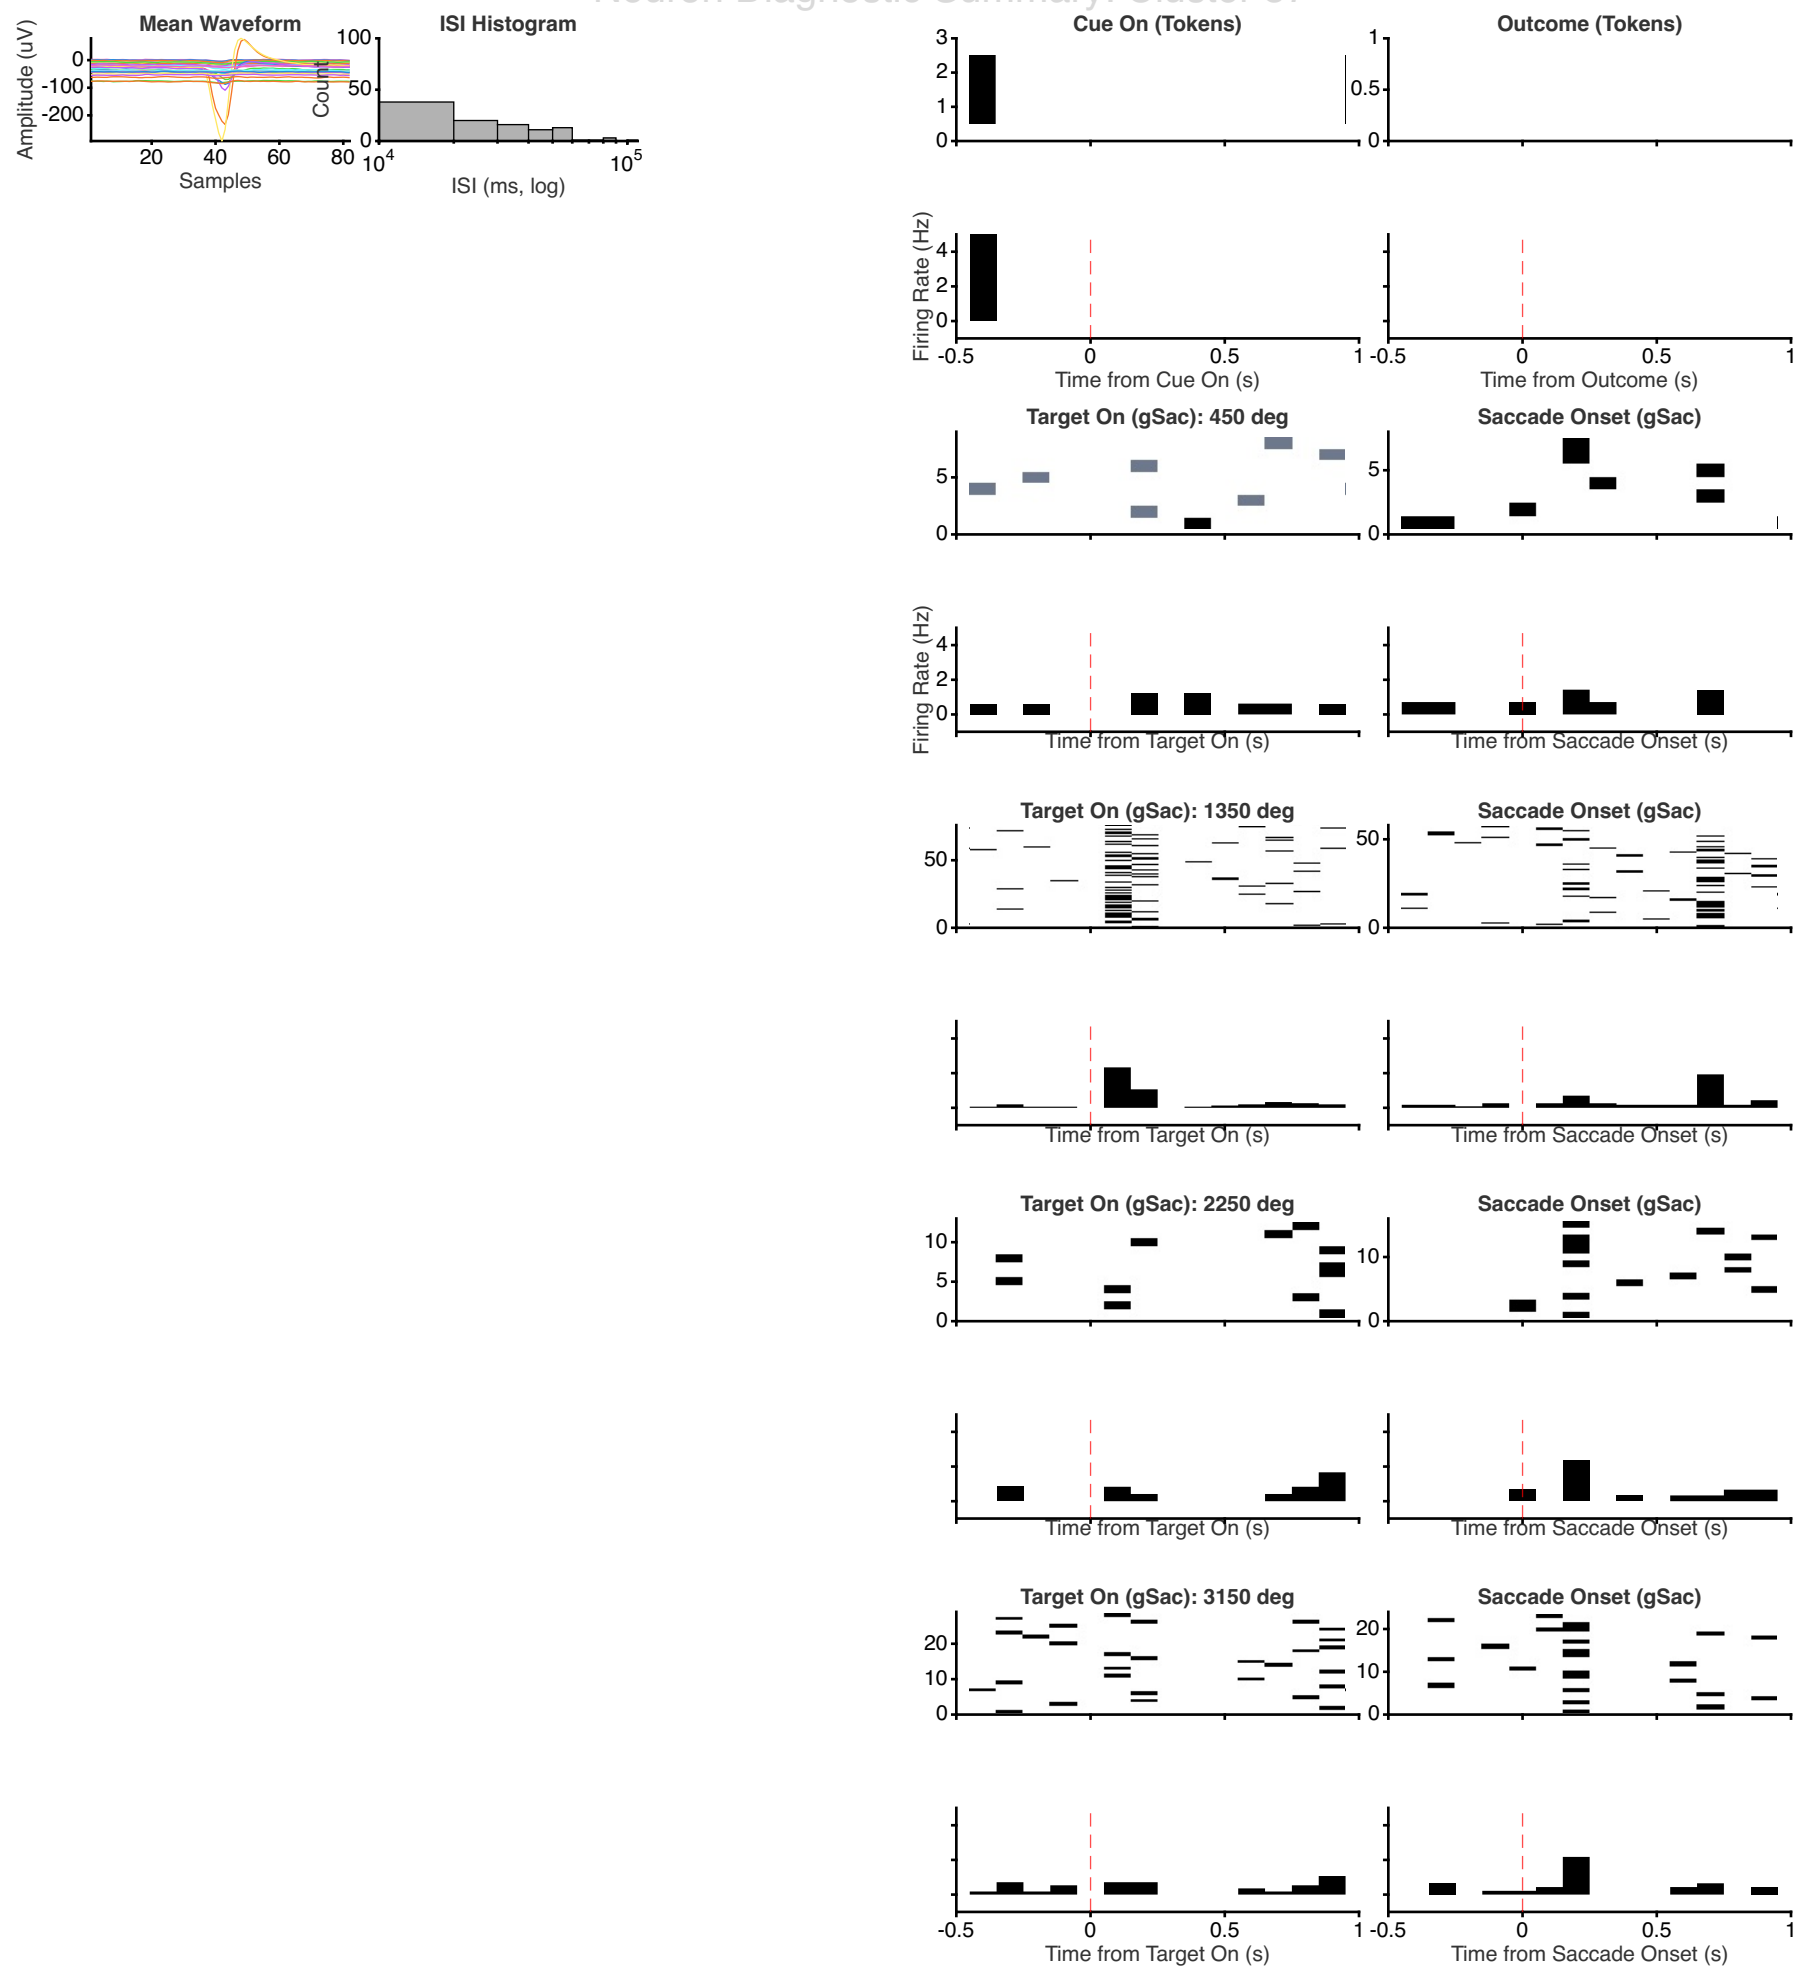 Neuron Diagnostic Summary: Cluster
Mean Waveform
Amplitude (uV)
0
-100
-200
20 40 60 80
Samples
ISI Histogram
Count
100
50
0
10^4 10^5
ISI (ms, log)
Cue On (Tokens)
3
2
1
0
Outcome (Tokens)
1
0.5
0
Firing Rate (Hz)
4
2
0
-0.5 0 0.5 1
Time from Cue On (s)
-0.5 0 0.5 1
Time from Outcome (s)
Target On (gSac): 450 deg
5
0
Saccade Onset (gSac)
5
0
Firing Rate (Hz)
4
2
0
Time from Target On (s)
Time from Saccade Onset (s)
Target On (gSac): 1350 deg
50
0
Saccade Onset (gSac)
50
0
Time from Target On (s)
Time from Saccade Onset (s)
Target On (gSac): 2250 deg
10
5
0
Saccade Onset (gSac)
10
0
Time from Target On (s)
Time from Saccade Onset (s)
Target On (gSac): 3150 deg
20
10
0
Saccade Onset (gSac)
20
10
0
-0.5 0 0.5 1
Time from Target On (s)
-0.5 0 0.5 1
Time from Saccade Onset (s)